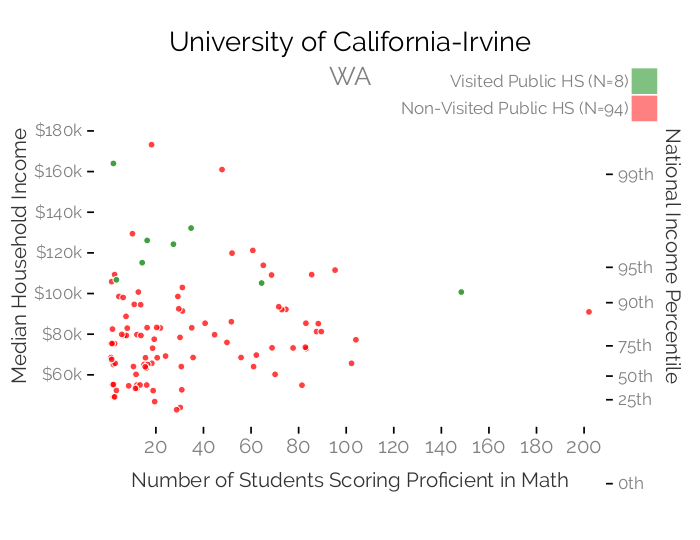 University of California-Irvine
WA
Visited Public HS (N=8)
Non-Visited Public HS (N=94)
Median Household Income
$180k
$160k
$140k
$120k
$100k
$80k
$60k
National Income Percentile
99th
95th
90th
75th
50th
25th
0th
20 40 60 80 100 120 140 160 180 200
Number of Students Scoring Proficient in Math